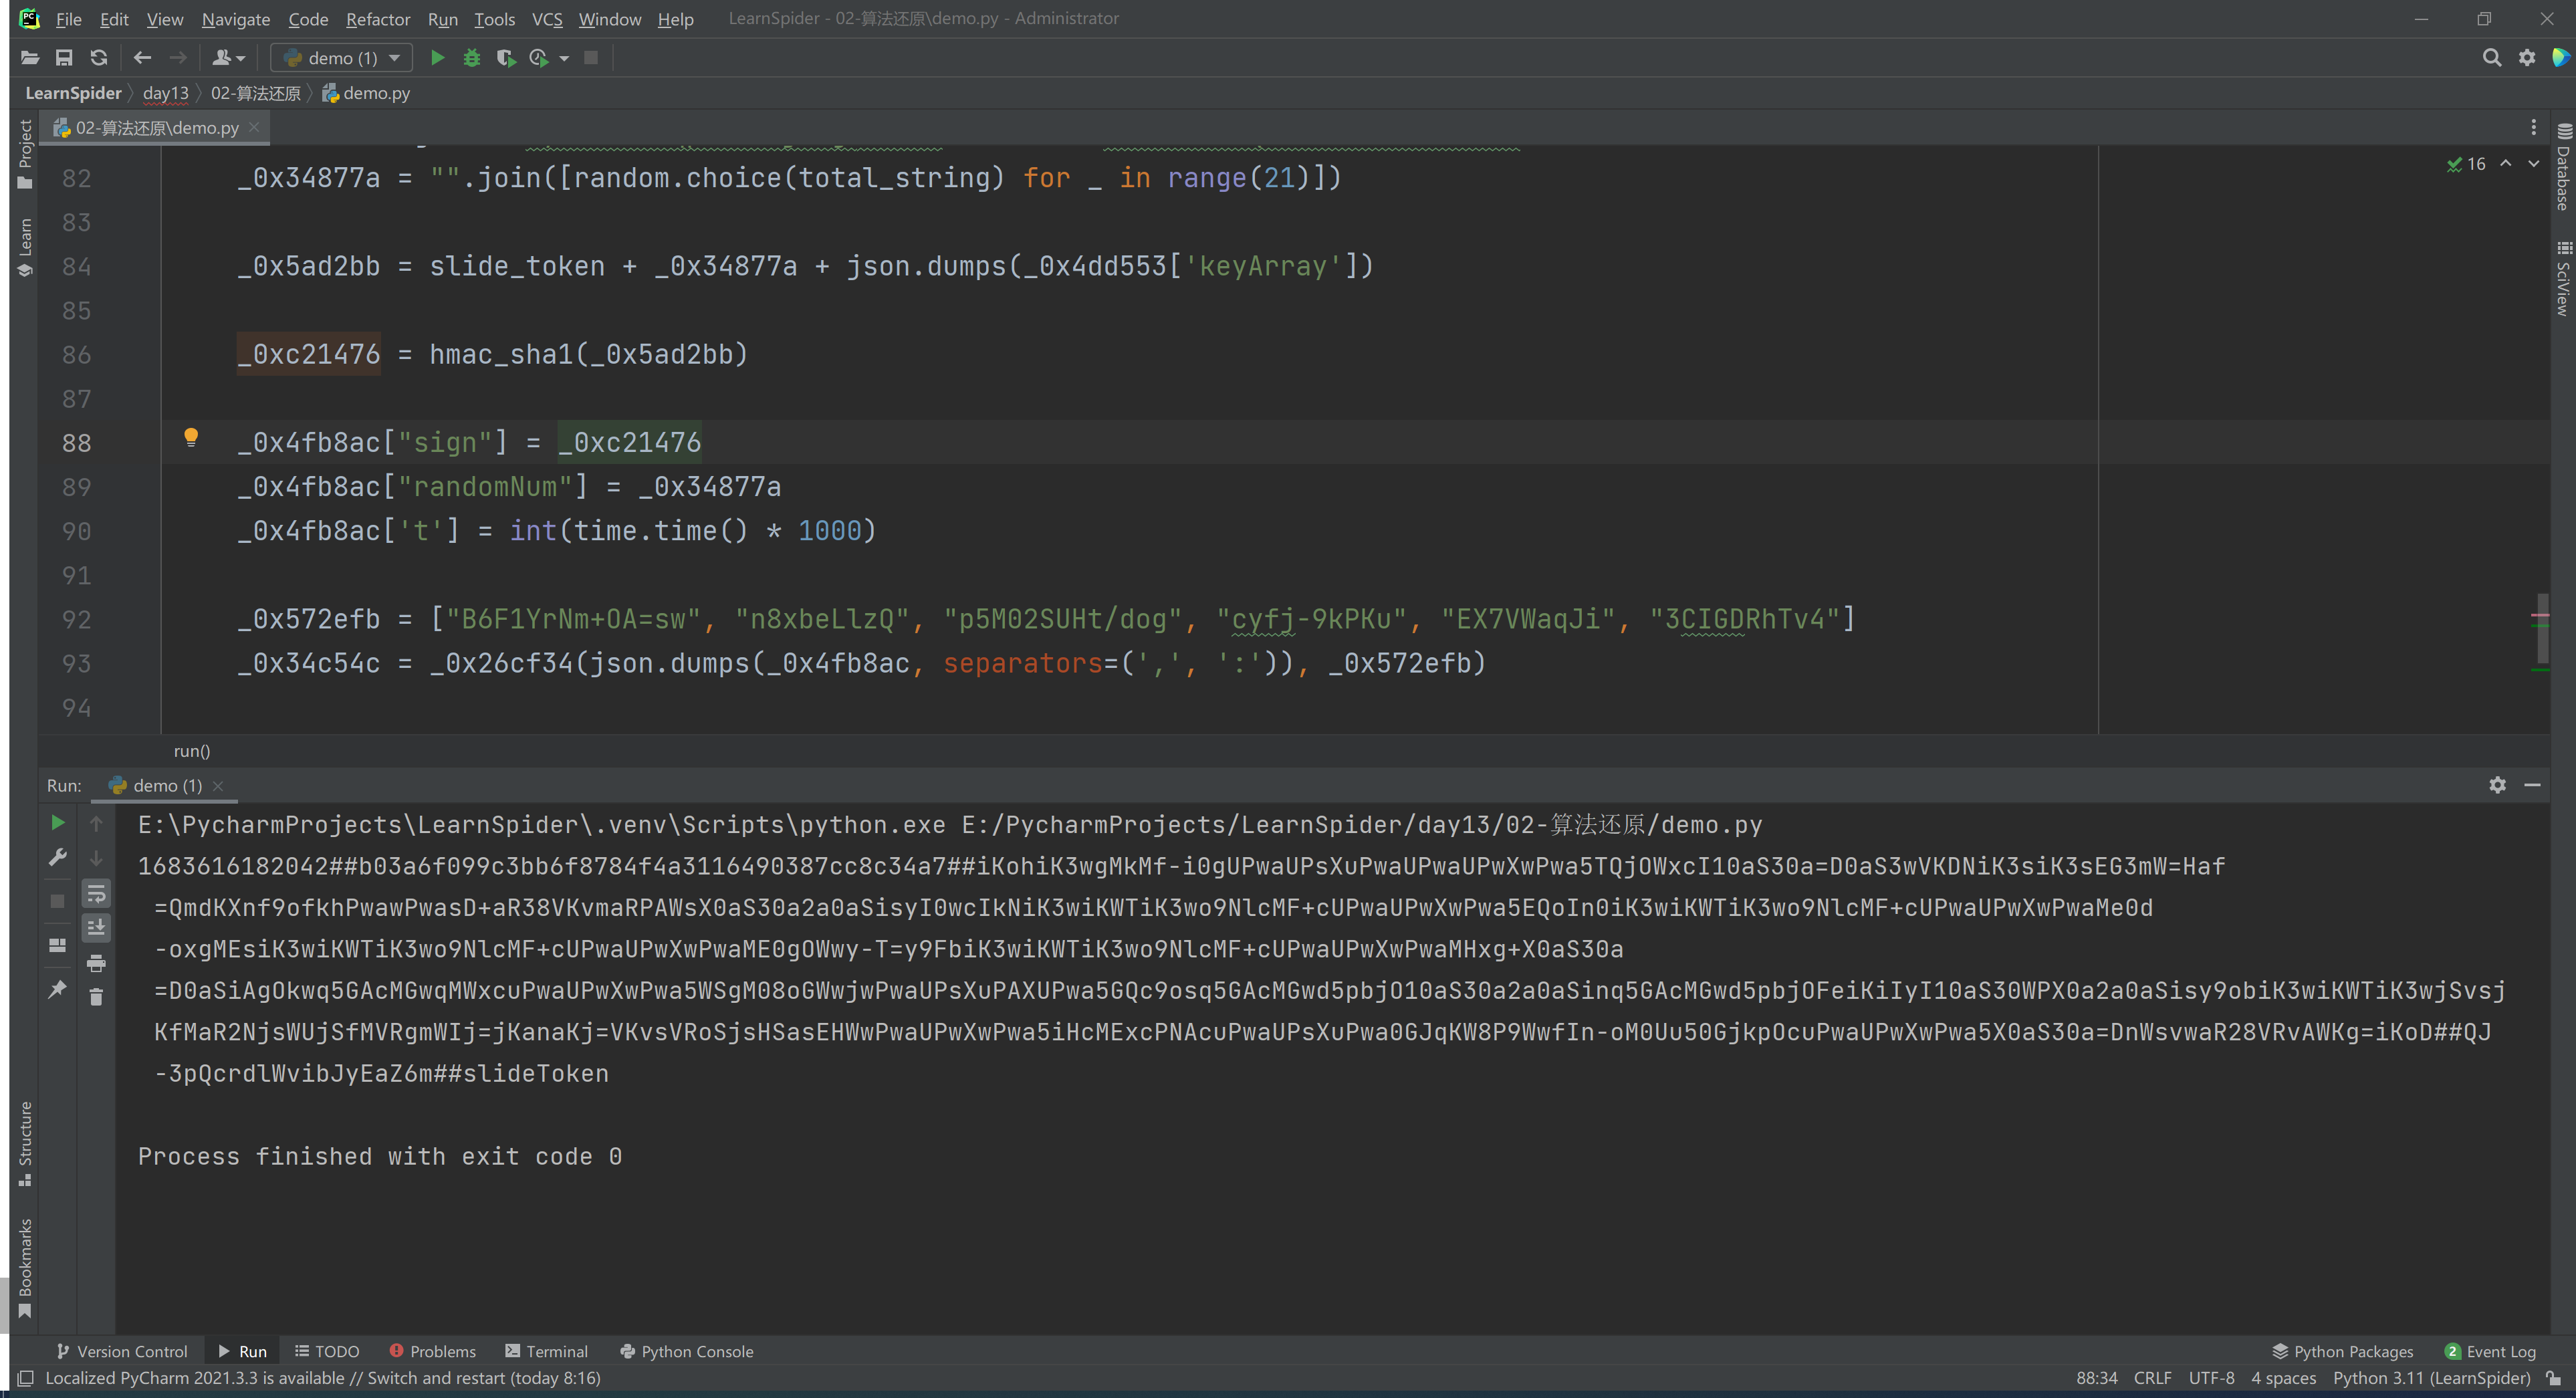 File Edit View Navigate Code Refactor Run Tools VCS Window Help LearnSpider - 02-算法还原\demo.py - Administrator
demo (1)
LearnSpider day13 02-算法还原 demo.py
02-算法还原\demo.py
Project
Learn
Structure
Bookmarks
Database
SciView
16
82 _0x34877a = "".join([random.choice(total_string) for _ in range(21)])
83
84 _0x5ad2bb = slide_token + _0x34877a + json.dumps(_0x4dd553['keyArray'])
85
86 _0xc21476 = hmac_sha1(_0x5ad2bb)
87
88 _0x4fb8ac["sign"] = _0xc21476
89 _0x4fb8ac["randomNum"] = _0x34877a
90 _0x4fb8ac['t'] = int(time.time() * 1000)
91
92 _0x572efb = ["B6F1YrNm+OA=sw", "n8xbeLlzQ", "p5M02SUHt/dog", "cyfj-9kPKu", "EX7VWaqJi", "3CIGDRhTv4"]
93 _0x34c54c = _0x26cf34(json.dumps(_0x4fb8ac, separators=(',', ':')), _0x572efb)
94
run()
Run: demo (1)
E:\PycharmProjects\LearnSpider\.venv\Scripts\python.exe E:/PycharmProjects/LearnSpider/day13/02-算法还原/demo.py
1683616182042##b03a6f099c3bb6f8784f4a3116490387cc8c34a7##iKohiK3wgMkMf-i0gUPwaUPsXuPwaUPwaUPwXwPwa5TQjOWxcI10aS30a=D0aS3wVKDNiK3siK3sEG3mW=Haf
=QmdKXnf9ofkhPwawPwasD+aR38VKvmaRPAWsX0aS30a2a0aSisyI0wcIkNiK3wiKWTiK3wo9NlcMF+cUPwaUPwXwPwa5EQoIn0iK3wiKWTiK3wo9NlcMF+cUPwaUPwXwPwaMe0d
-oxgMEsiK3wiKWTiK3wo9NlcMF+cUPwaUPwXwPwaME0gOWwy-T=y9FbiK3wiKWTiK3wo9NlcMF+cUPwaUPwXwPwaMHxg+X0aS30a
=D0aSiAgOkwq5GAcMGwqMWxcuPwaUPwXwPwa5WSgM08oGWwjwPwaUPsXuPAXUPwa5GQc9osq5GAcMGwd5pbjO10aS30a2a0aSinq5GAcMGwd5pbjOFeiKiIyI10aS30WPX0a2a0aSisy9obiK3wiKWTiK3wjSvsj
KfMaR2NjsWUjSfMVRgmWIj=jKanaKj=VKvsVRoSjsHSasEHWwPwaUPwXwPwa5iHcMExcPNAcuPwaUPsXuPwa0GJqKW8P9WwfIn-oM0Uu50GjkpOcuPwaUPwXwPwa5X0aS30a=DnWsvwaR28VRvAWKg=iKoD##QJ
-3pQcrdlWvibJyEaZ6m##slideToken
Process finished with exit code 0
Version Control Run TODO Problems Terminal Python Console Python Packages 2 Event Log
Localized PyCharm 2021.3.3 is available // Switch and restart (today 8:16) 88:34 CRLF UTF-8 4 spaces Python 3.11 (LearnSpider)